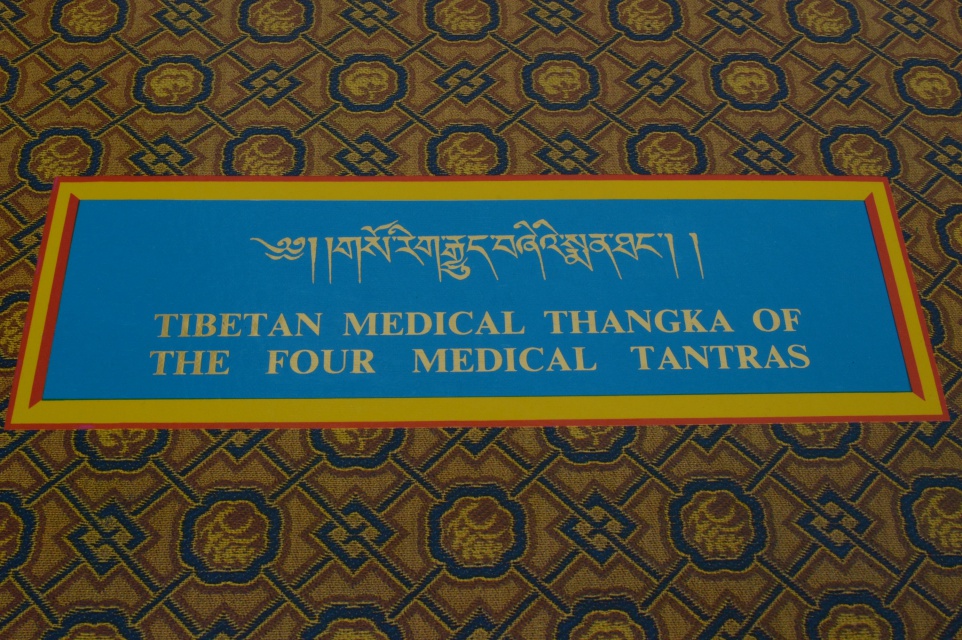 ༄༅། །གསོ་རིག་རྒྱུད་བཞིའི་སྨན་ཐང་། །
TIBETAN MEDICAL THANGKA OF
THE FOUR MEDICAL TANTRAS